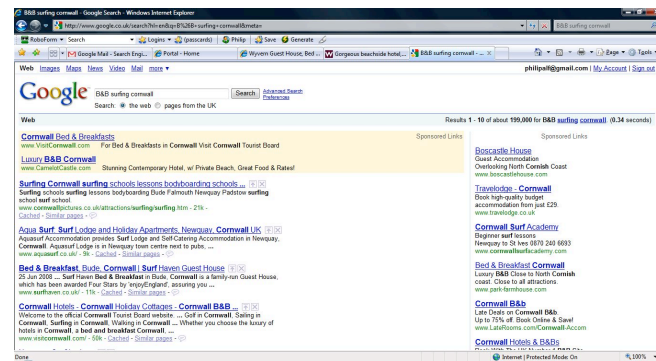 B&B surfing cornwall - Google Search - Windows Internet Explorer
http://www.google.co.uk/search?hl=en&q=B%26B+surfing+cornwall&meta=
B&B surfing cornwall
RoboForm Search Logins (passcards) Philip Save Generate
Google Mail - Search Engi... Portal - Home Wyvern Guest House, Bed ... Gorgeous beachside hotel,... B&B surfing cornwall - ... Page Tools
Web Images Maps News Video Mail more
philipall@gmail.com | My Account | Sign out
Google B&B surfing cornwall Search Advanced Search
Preferences
Search: the web pages from the UK
Web Results 1 - 10 of about 199,000 for B&B surfing cornwall. (0.34 seconds)
Cornwall Bed & Breakfasts Sponsored Links
www.VisitCornwall.com For Bed & Breakfasts in Cornwall Visit Cornwall Tourist Board
Luxury B&B Cornwall
www.CamelotCastle.com Stunning Contemporary Hotel, w/ Private Beach, Great Food & Rates!
Surfing Cornwall surfing schools lessons bodyboarding schools ...
Surfing schools surfing lessons bodyboarding Bude Falmouth Newquay Padstow surfing
school surf school.
www.cornwallpictures.co.uk/attractions/surfing/surfing.htm - 21k -
Cached - Similar pages -
Aqua Surf, Surf Lodge and Holiday Apartments, Newquay, Cornwall UK
Aquasurf Accommodation provides Surf Lodge and Self-Catering Accommodation in Newquay,
Cornwall. Aquasurf Lodge is in Newquay town centre next to pubs, ...
www.aquasurf.co.uk/ - 9k - Cached - Similar pages -
Bed & Breakfast, Bude, Cornwall | Surf Haven Guest House
25 Jun 2008 ... Surf Haven Bed & Breakfast in Bude, Cornwall is a family-run Guest House,
which has been awarded Four Stars by 'enjoyEngland', assuring you ...
www.surfhaven.co.uk/ - 11k - Cached - Similar pages -
Cornwall Hotels - Cornwall Holiday Cottages - Cornwall B&B ...
Welcome to the official Cornwall Tourist Board website. ... Golf in Cornwall, Sailing in
Cornwall, Surfing in Cornwall, Walking in Cornwall ... Whether you choose the luxury of
hotels in Cornwall, a bed and breakfast Cornwall, ...
www.visitcornwall.com/ - 50k - Cached - Similar pages -
Sponsored Links
Boscastle House
Guest Accommodation
Overlooking North Cornish Coast
www.boscastlehouse.com
Travelodge - Cornwall
Book high-quality budget
accommodation from just £29.
www.travelodge.co.uk
Cornwall Surf Academy
Beginner surf lessons
Newquay to St Ives 0870 240 6693
www.cornwallsurfacademy.com
Bed & Breakfast Cornwall
Luxury B&B Close to North Cornish
coast. Close to all attractions.
www.park-farmhouse.com
Cornwall B&b
Late Deals on Cornwall B&b.
Up to 75% off. Book Online & Save!
www.LateRooms.com/Cornwall-Accom
Cornwall Hotels & B&Bs
Done Internet | Protected Mode: On 100%